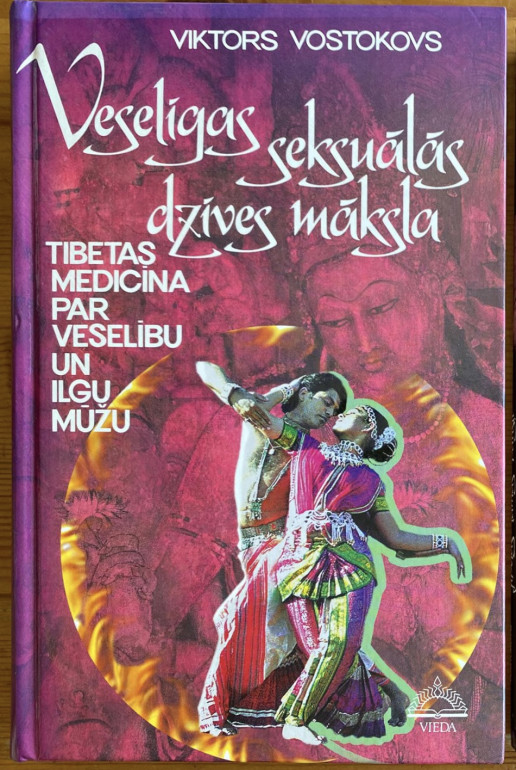 VIKTORS VOSTOKOVS
Veselīgas
seksuālās
dzīves māksla
TIBETAS
MEDICĪNA
PAR
VESELĪBU
UN
ILGU
MŪŽU
VIEDA